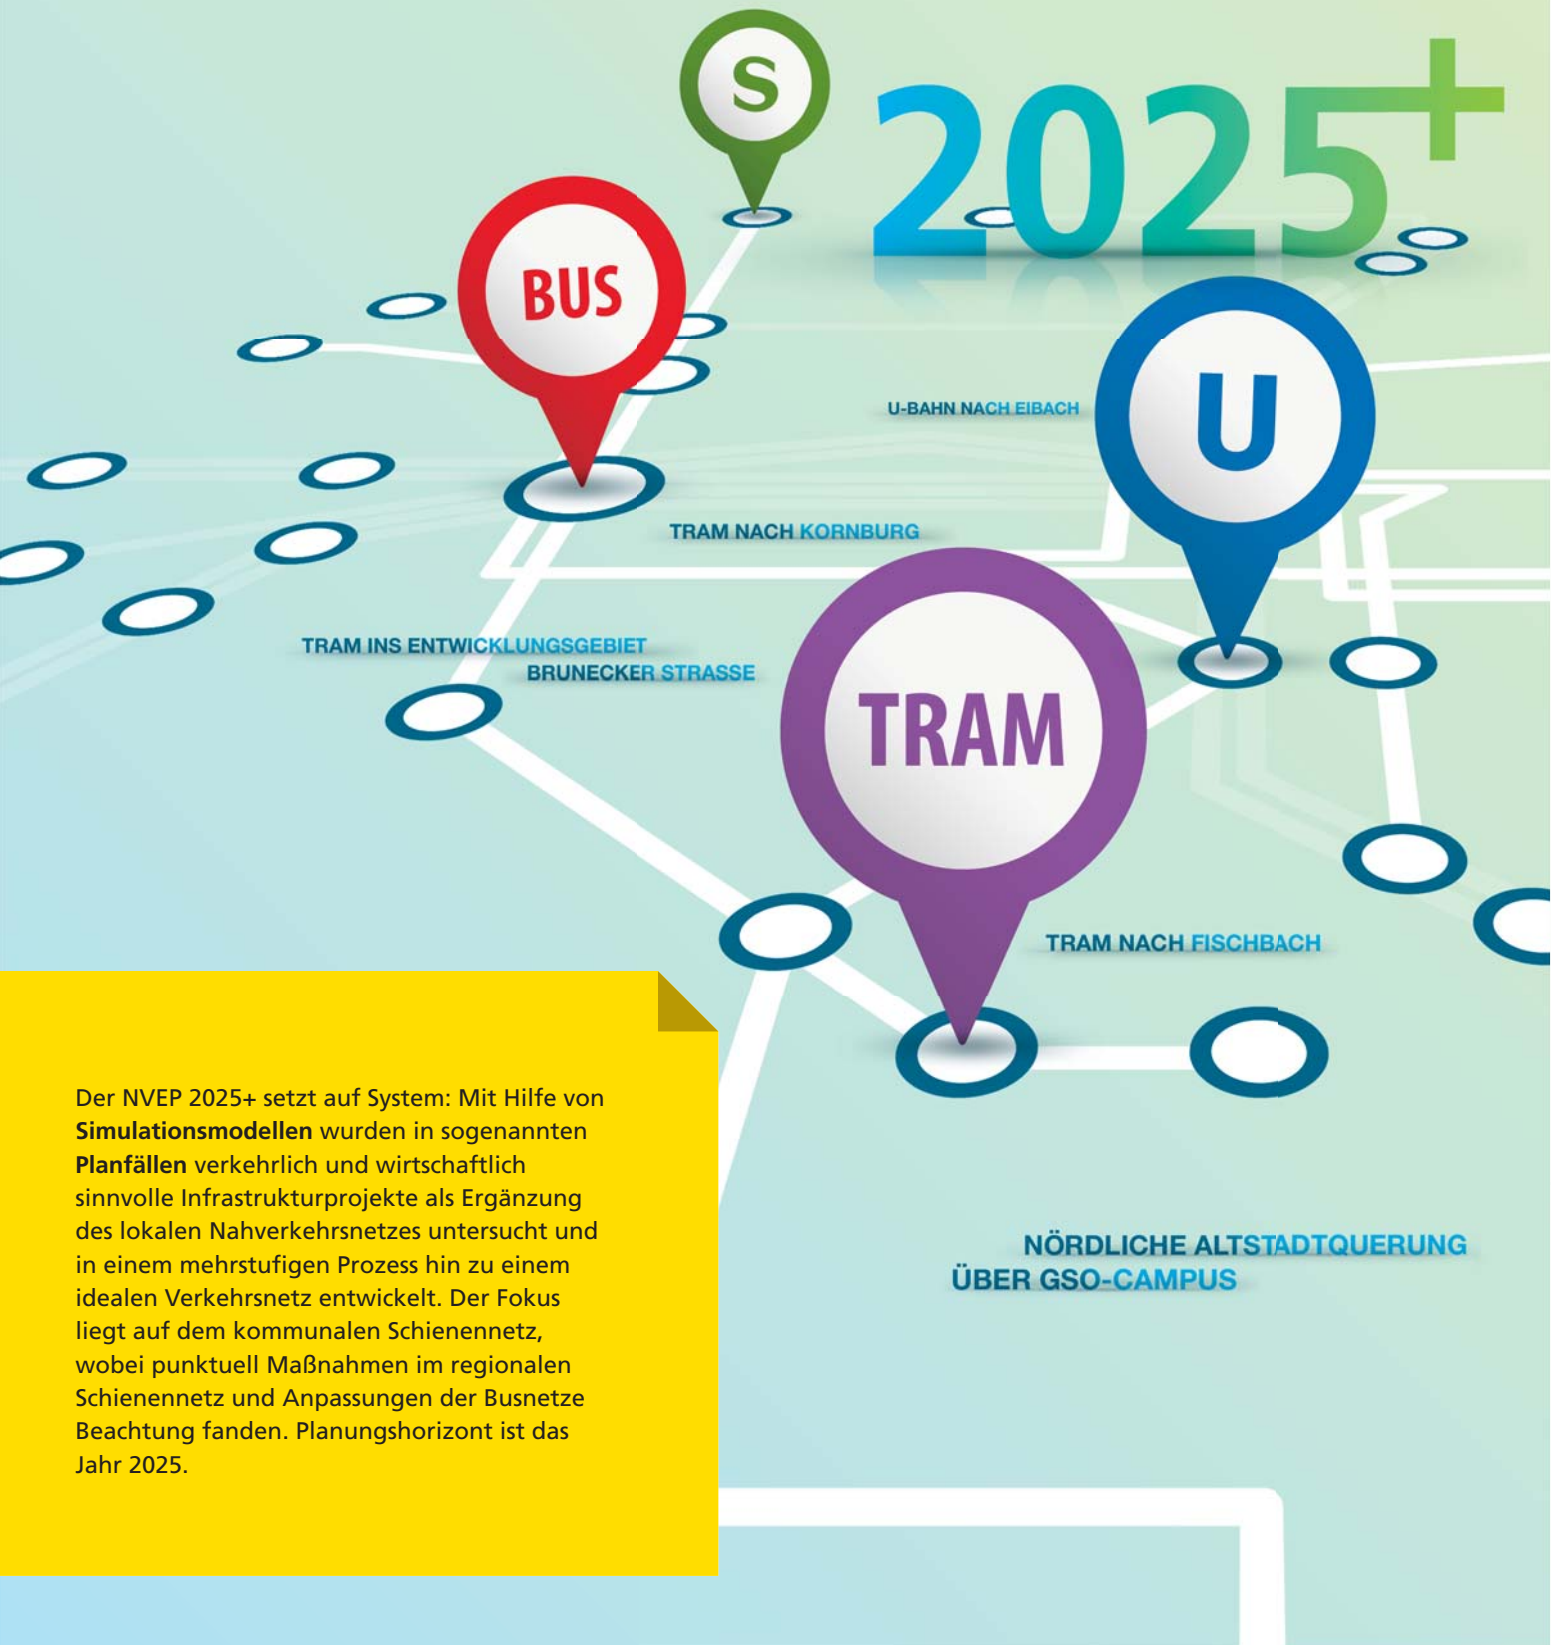 S
2025+
BUS
U
U-BAHN NACH EIBACH
TRAM NACH KORNBURG
TRAM INS ENTWICKLUNGSGEBIET
BRUNECKER STRASSE
TRAM
TRAM NACH FISCHBACH
Der NVEP 2025+ setzt auf System: Mit Hilfe von
Simulationsmodellen wurden in sogenannten
Planfällen verkehrlich und wirtschaftlich
sinnvolle Infrastrukturprojekte als Ergänzung
des lokalen Nahverkehrsnetzes untersucht und
in einem mehrstufigen Prozess hin zu einem
idealen Verkehrsnetz entwickelt. Der Fokus
liegt auf dem kommunalen Schienennetz,
wobei punktuell Maßnahmen im regionalen
Schienennetz und Anpassungen der Busnetze
Beachtung fanden. Planungshorizont ist das
Jahr 2025.
NÖRDLICHE ALTSTADTQUERUNG
ÜBER GSO-CAMPUS